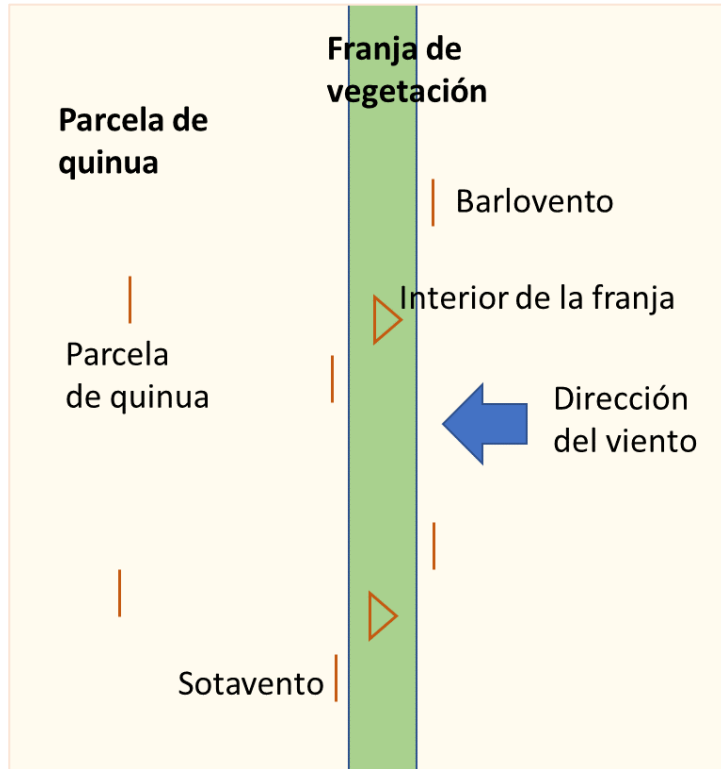 Franja de
vegetación
Parcela de
quinua
Barlovento
Interior de la franja
Parcela
de quinua
Dirección
del viento
Sotavento